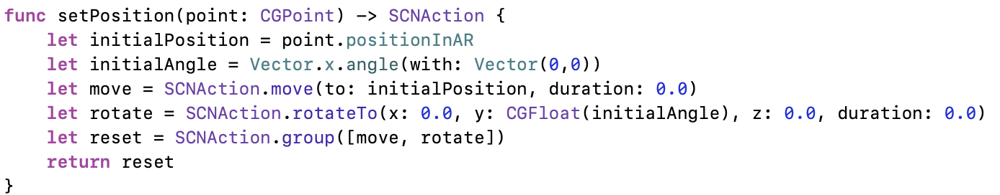 func setPosition(point: CGPoint) -> SCNAction {
    let initialPosition = point.positionInAR
    let initialAngle = Vector.x.angle(with: Vector(0,0))
    let move = SCNAction.move(to: initialPosition, duration: 0.0)
    let rotate = SCNAction.rotateTo(x: 0.0, y: CGFloat(initialAngle), z: 0.0, duration: 0.0)
    let reset = SCNAction.group([move, rotate])
    return reset
}